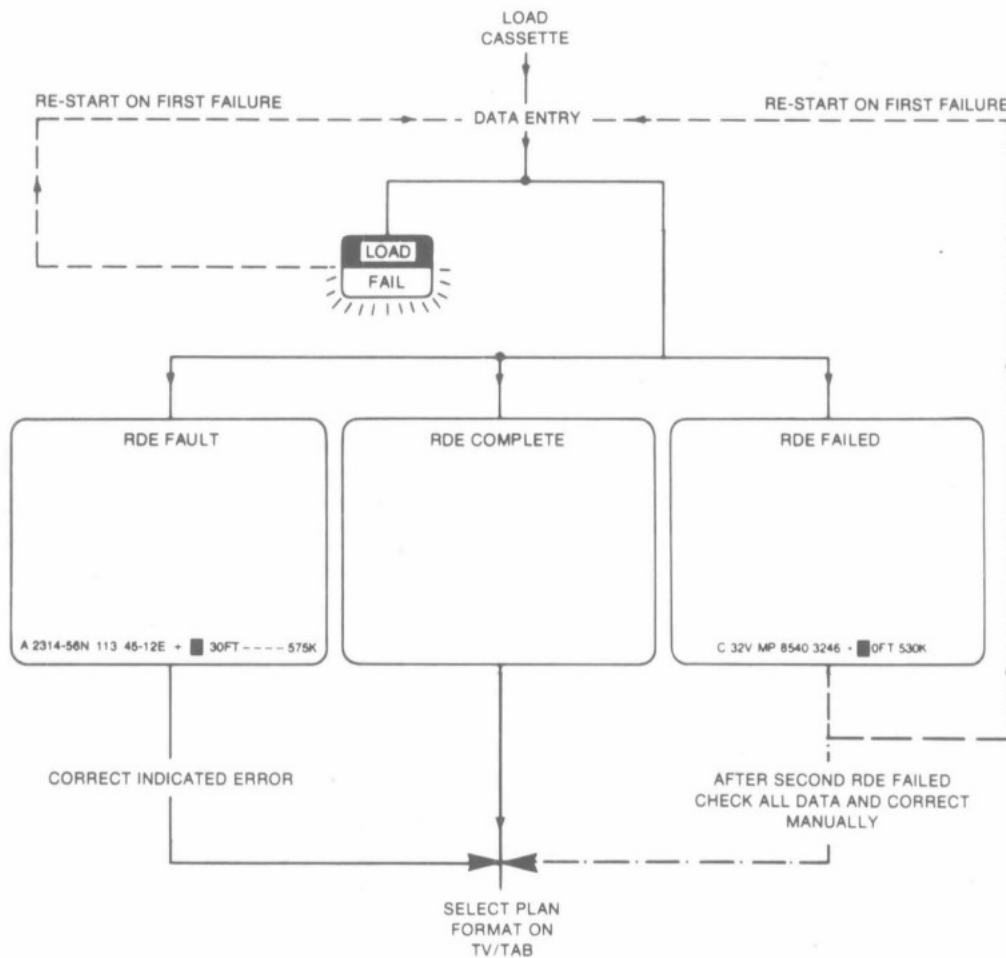 LOAD
CASSETTE
RE-START ON FIRST FAILURE
DATA ENTRY
RE-START ON FIRST FAILURE
LOAD
FAIL
RDE FAULT
RDE COMPLETE
RDE FAILED
A 2314-56N 113 45-12E + 30FT - - - - 575K
C 32V MP 8540 3246 - 0FT 530K
CORRECT INDICATED ERROR
AFTER SECOND RDE FAILED
CHECK ALL DATA AND CORRECT
MANUALLY
SELECT PLAN
FORMAT ON
TV/TAB